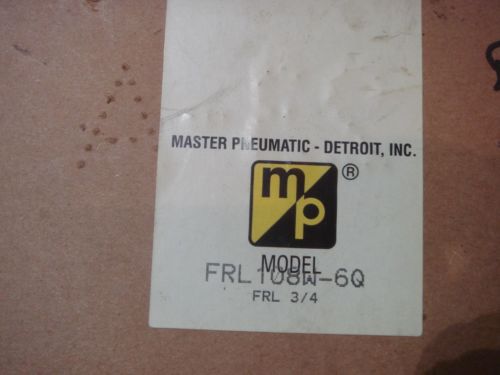 MASTER PNEUMATIC - DETROIT, INC.
mp ®
MODEL
FRL108W-6Q
FRL 3/4